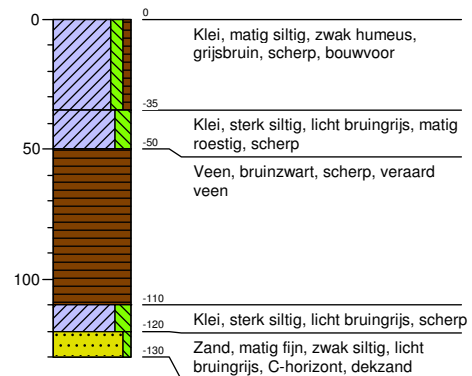 0
0
Klei, matig siltig, zwak humeus,
grijsbruin, scherp, bouwvoor
-35
Klei, sterk siltig, licht bruingrijs, matig
roestig, scherp
50
-50
Veen, bruinzwart, scherp, veraard
veen
100
-110
Klei, sterk siltig, licht bruingrijs, scherp
-120
Zand, matig fijn, zwak siltig, licht
bruingrijs, C-horizont, dekzand
-130